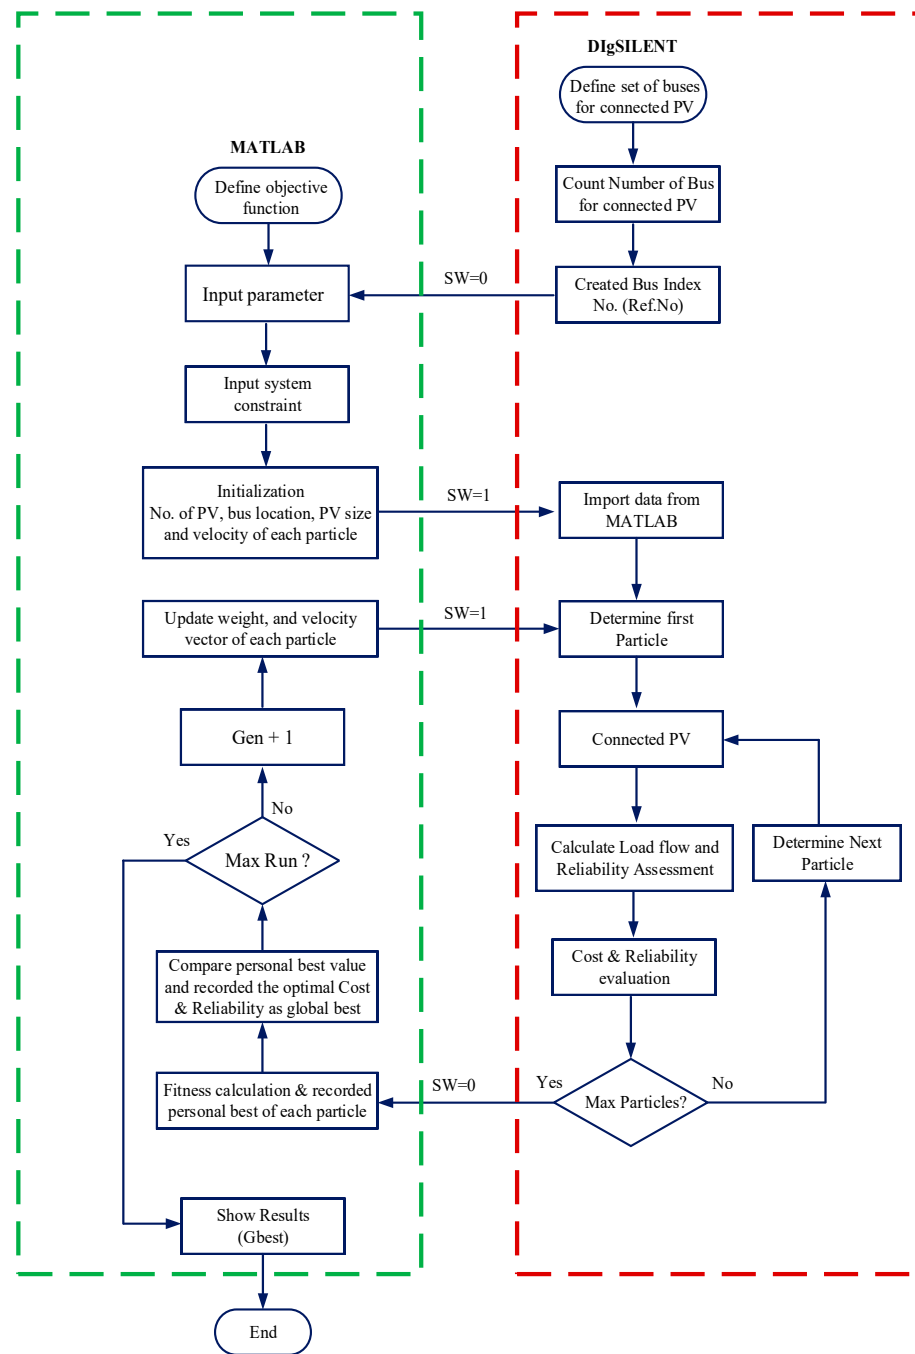 DIgSILENT
Define set of buses
for connected PV
MATLAB
Define objective
function
Count Number of Bus
for connected PV
Input parameter
SW=0
Created Bus Index
No. (Ref.No)
Input system
constraint
Initialization
No. of PV, bus location, PV size
and velocity of each particle
SW=1
Import data from
MATLAB
Update weight, and velocity
vector of each particle
SW=1
Determine first
Particle
Gen + 1
Connected PV
No
Yes
Max Run ?
Calculate Load flow and
Reliability Assessment
Determine Next
Particle
Compare personal best value
and recorded the optimal Cost
& Reliability as global best
Cost & Reliability
evaluation
Fitness calculation & recorded
personal best of each particle
SW=0
Yes
Max Particles?
No
Show Results
(Gbest)
End